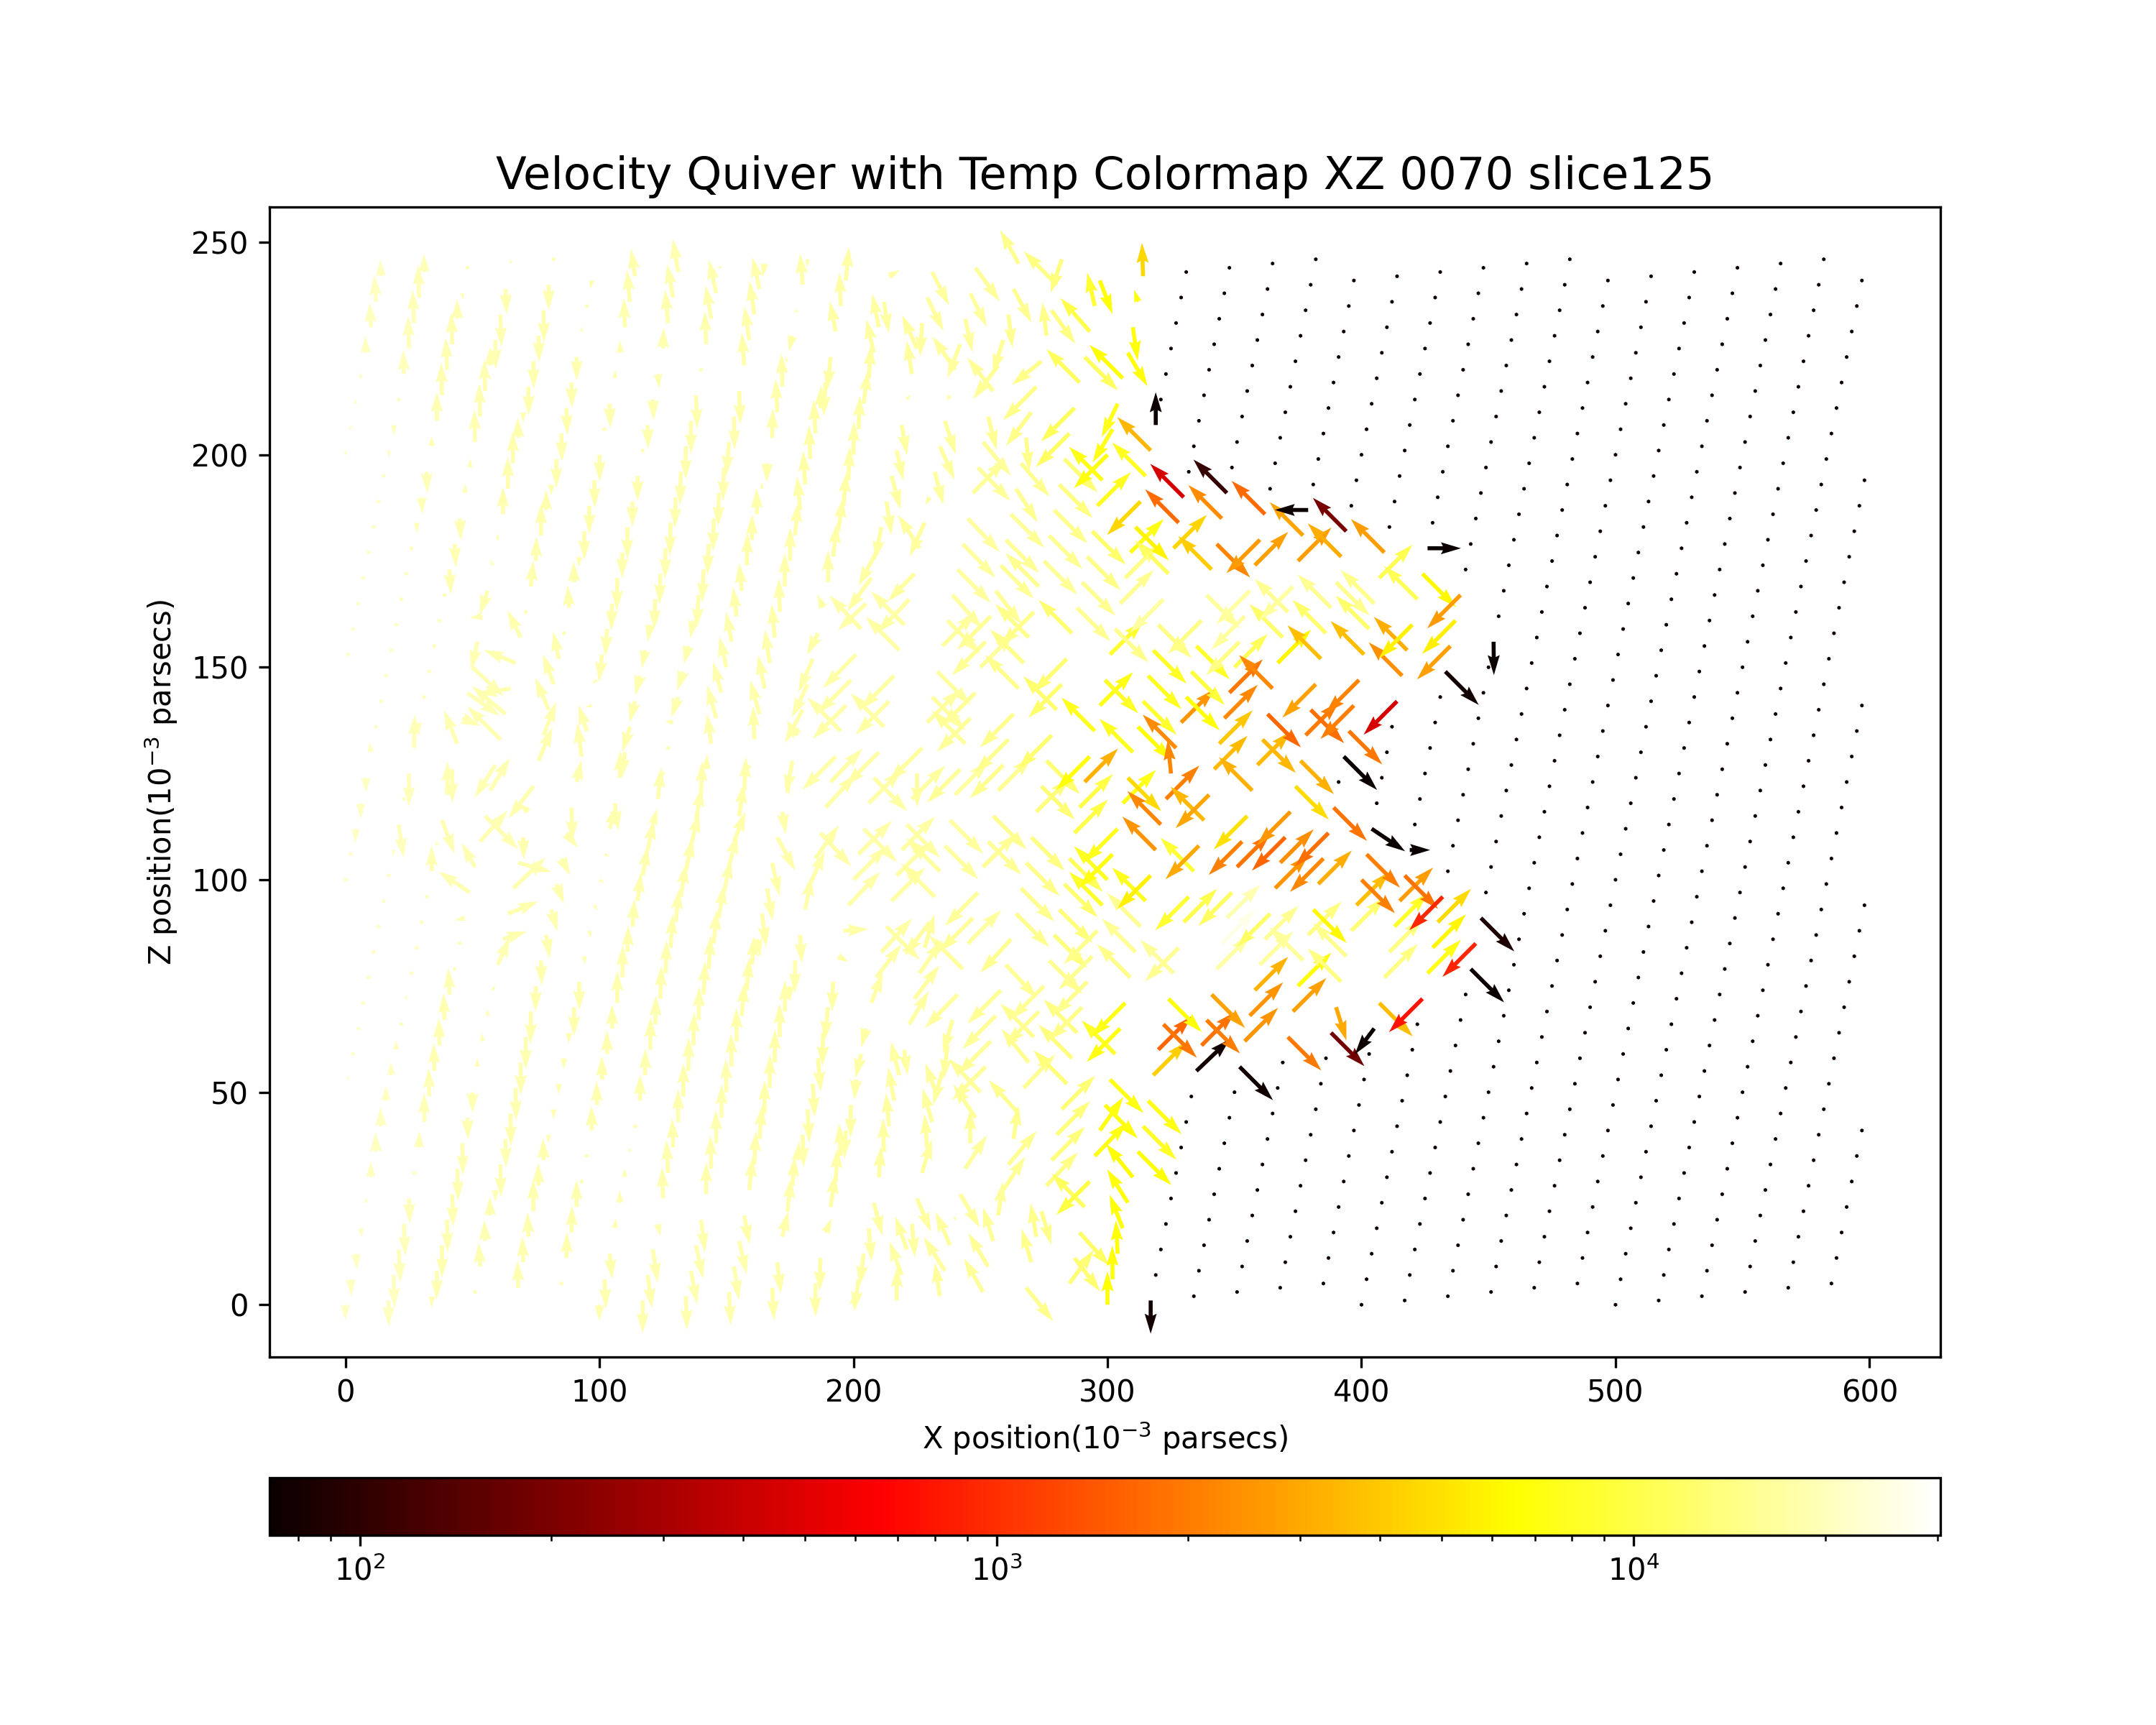 Velocity Quiver with Temp Colormap XZ 0070 slice125
250
200
150
100
50
0
Z position(10⁻³ parsecs)
0 100 200 300 400 500 600
X position(10⁻³ parsecs)
10² 10³ 10⁴